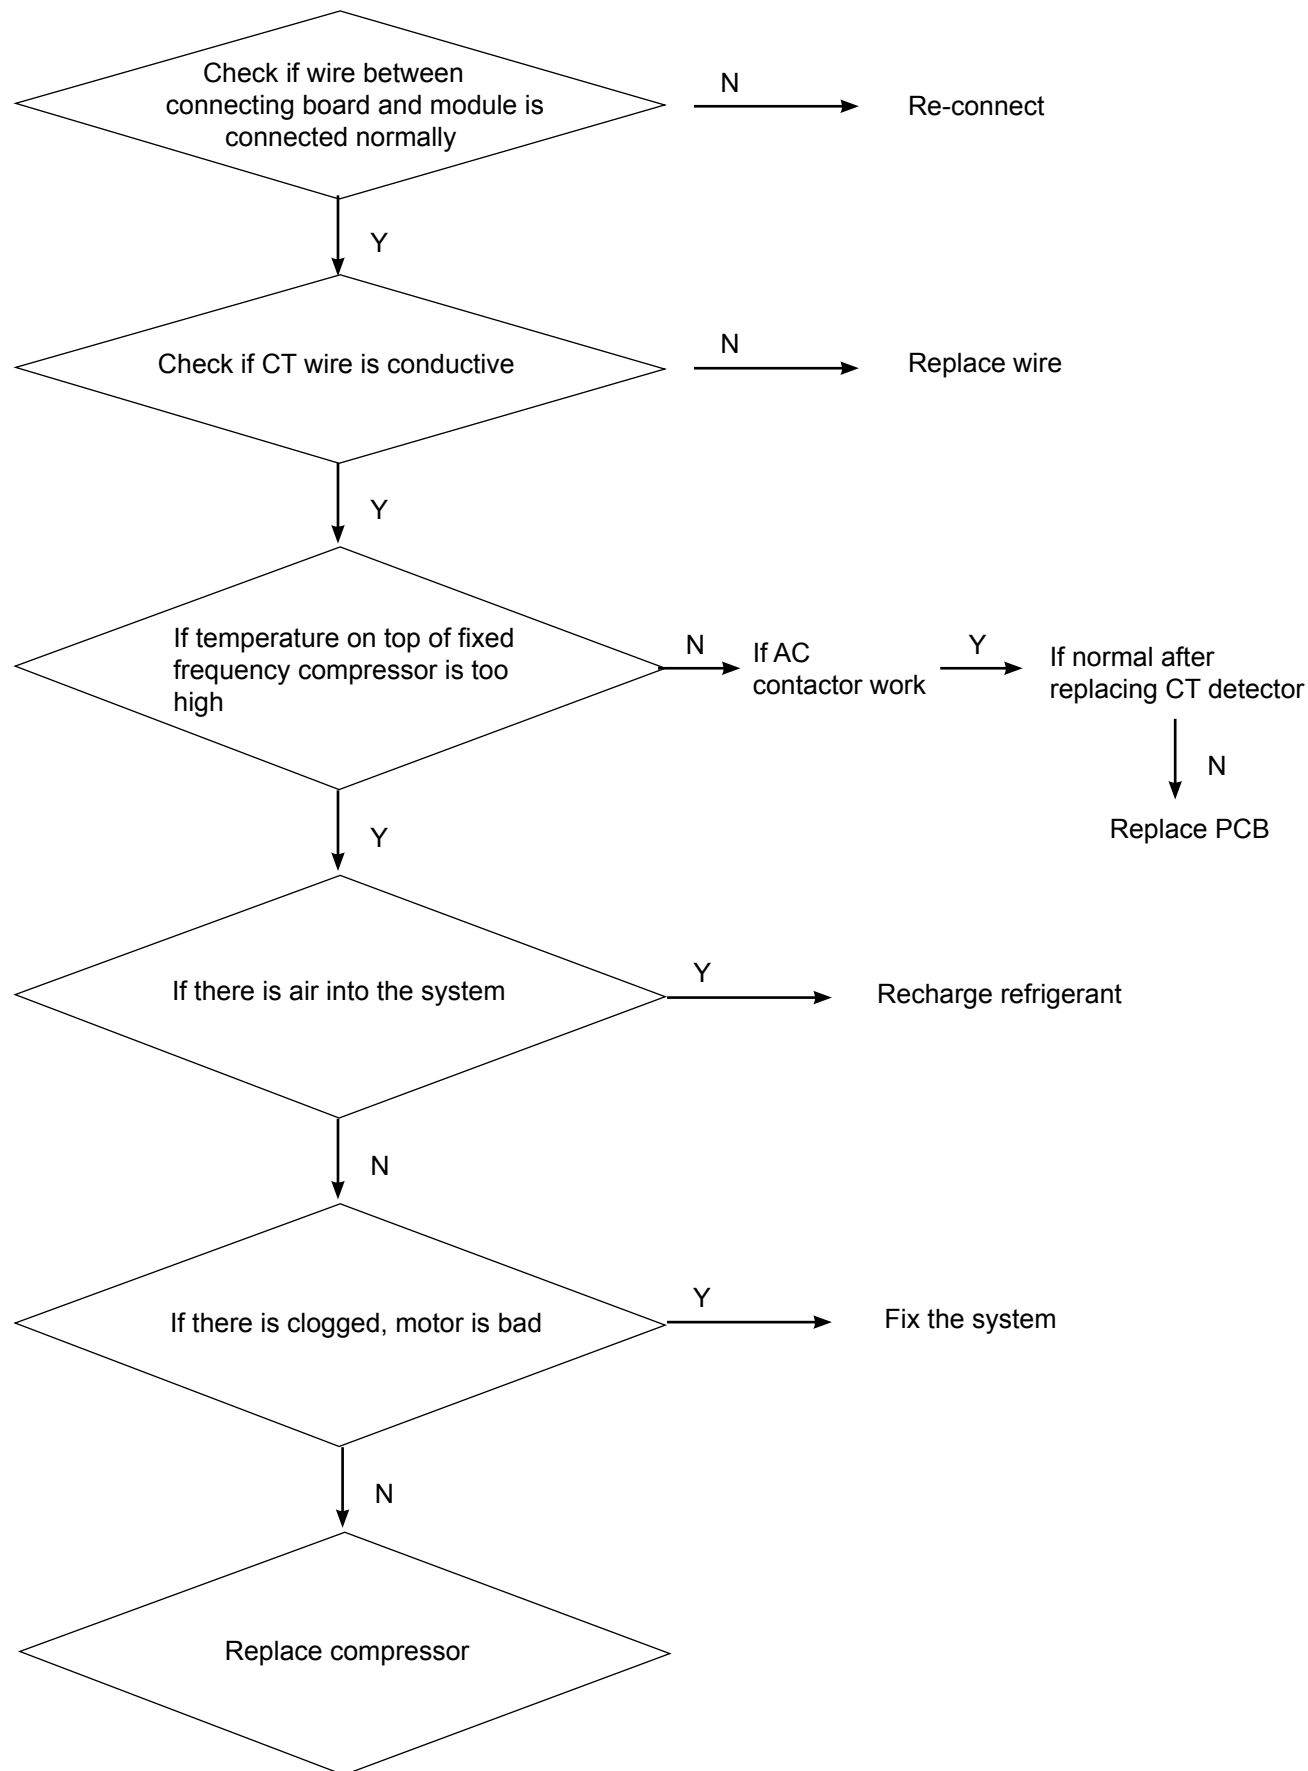 Check if wire between
connecting board and module is
connected normally
N
Re-connect
Y
Check if CT wire is conductive
N
Replace wire
Y
If temperature on top of fixed
frequency compressor is too
high
N
If AC
contactor work
Y
If normal after
replacing CT detector
N
Replace PCB
Y
If there is air into the system
Y
Recharge refrigerant
N
If there is clogged, motor is bad
Y
Fix the system
N
Replace compressor